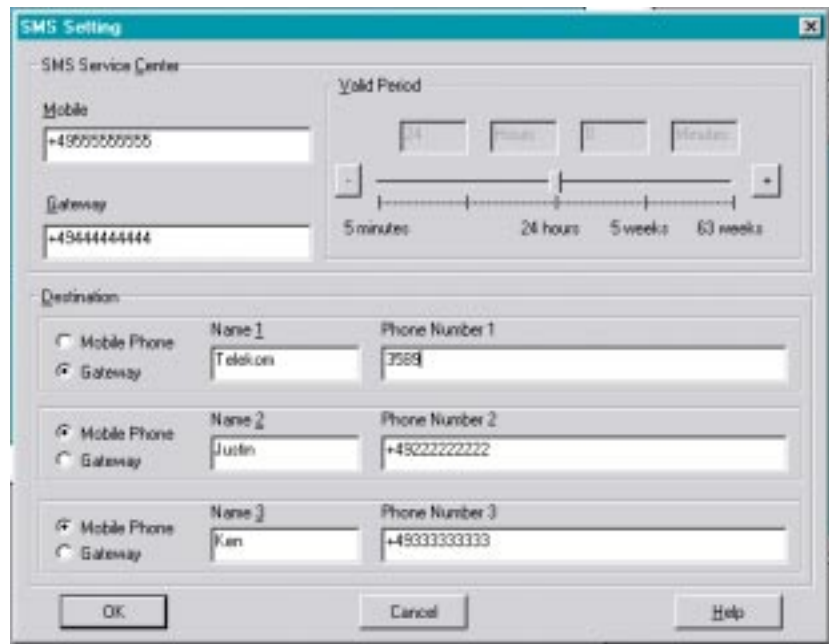 SMS Setting
SMS Service Center
Mobile
+49555555555
Gateway
+49444444444
Valid Period
24 Hours 0 Minutes
- +
5 minutes 24 hours 5 weeks 63 weeks
Destination
Mobile Phone
Gateway
Name 1
Telekom
Phone Number 1
3589
Mobile Phone
Gateway
Name 2
Justin
Phone Number 2
+49222222222
Mobile Phone
Gateway
Name 3
Ken
Phone Number 3
+49333333333
OK Cancel Help